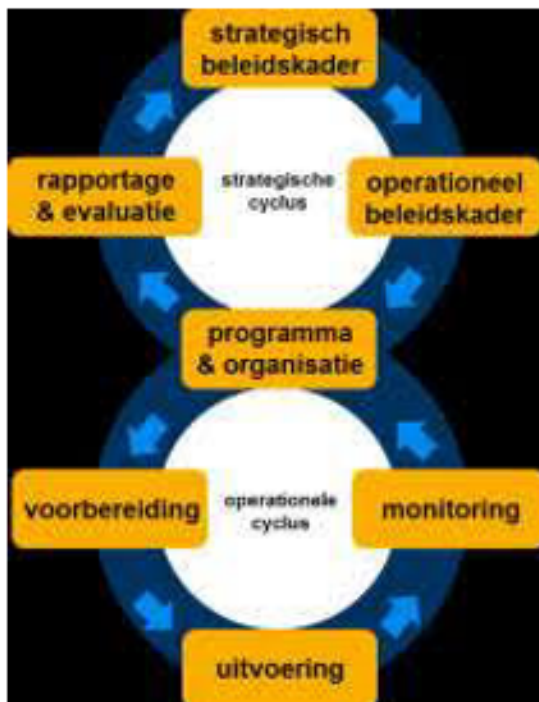 strategisch
beleidskader
rapportage
& evaluatie
strategische
cyclus
operationeel
beleidskader
programma
& organisatie
voorbereiding
operationele
cyclus
monitoring
uitvoering